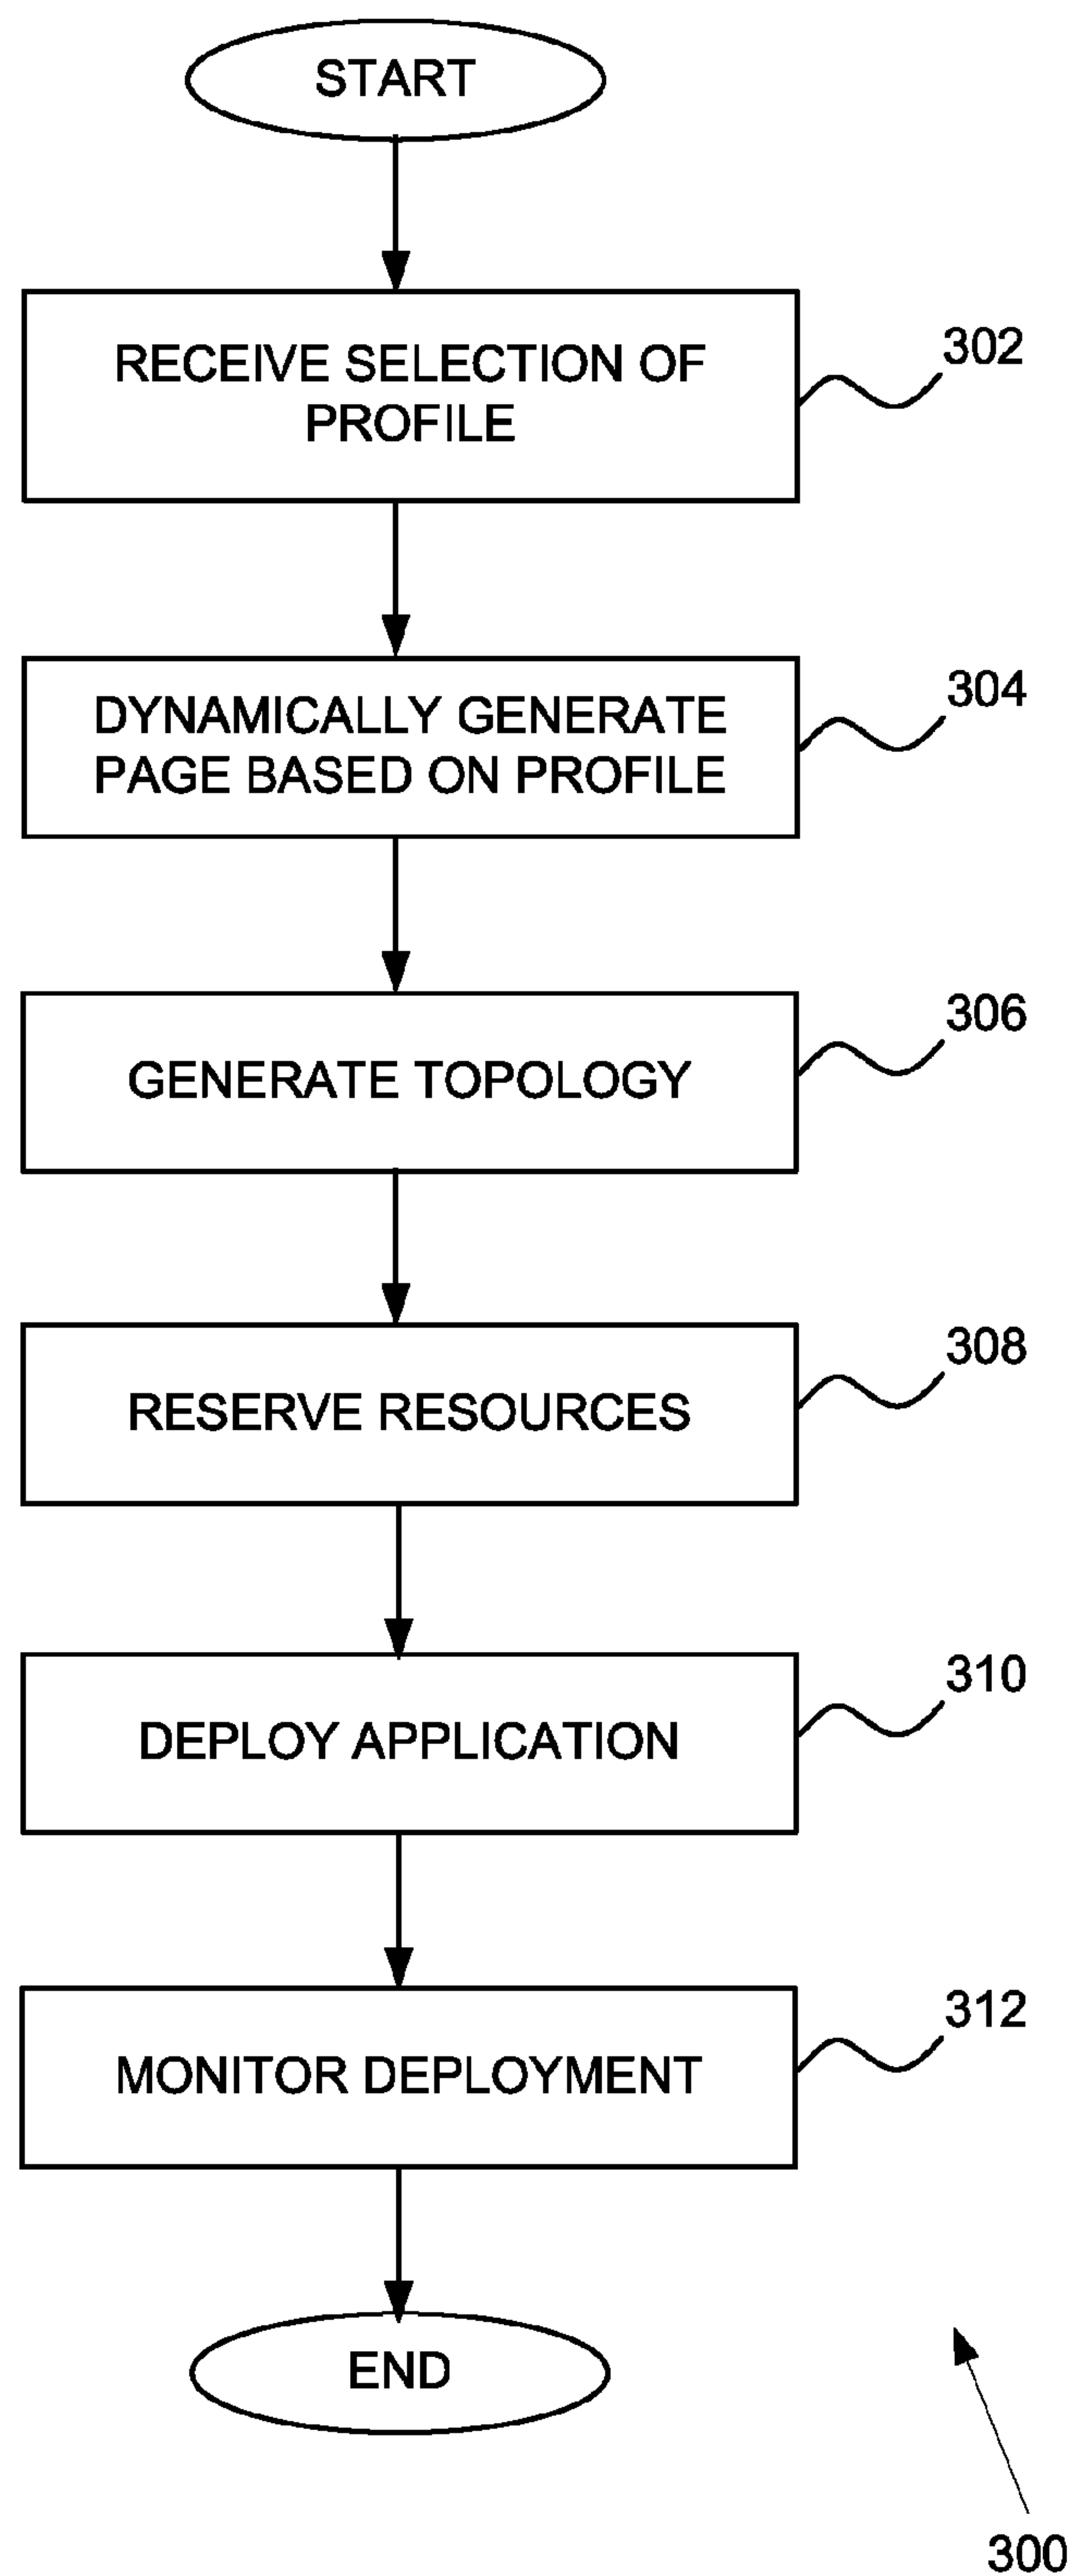 START
RECEIVE SELECTION OF
PROFILE
302
DYNAMICALLY GENERATE
PAGE BASED ON PROFILE
304
GENERATE TOPOLOGY
306
RESERVE RESOURCES
308
DEPLOY APPLICATION
310
MONITOR DEPLOYMENT
312
END
300